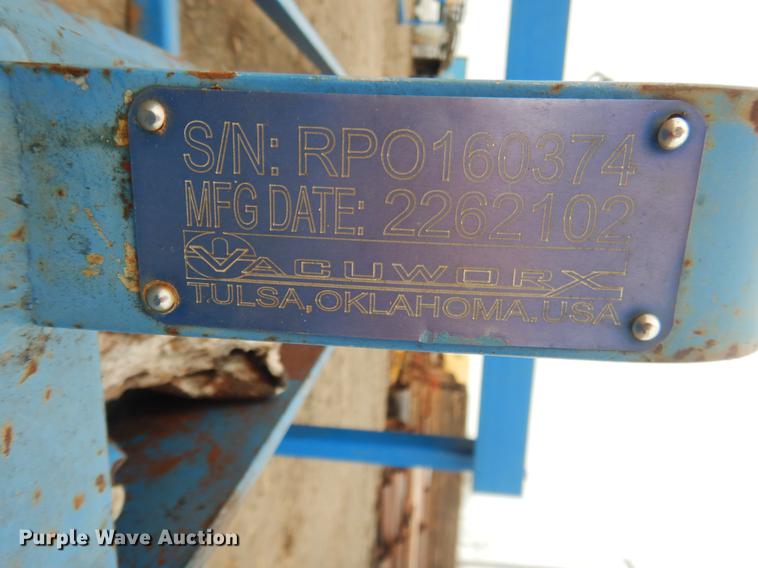 S/N: RPO160374
MFG DATE: 2262102
VACUWORX
TULSA, OKLAHOMA. USA
Purple Wave Auction